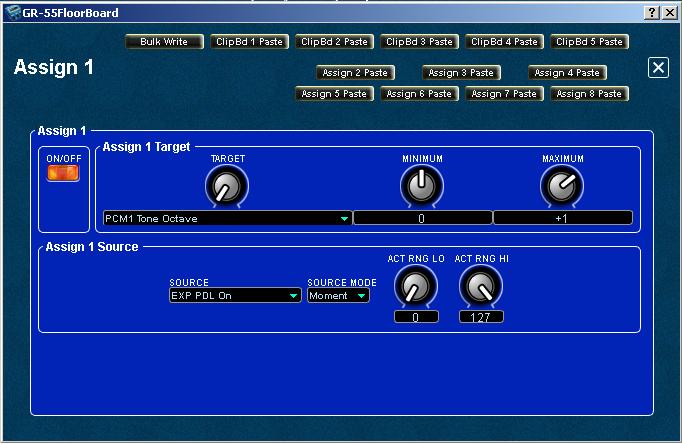 GR-55FloorBoard
Bulk Write ClipBd 1 Paste ClipBd 2 Paste ClipBd 3 Paste ClipBd 4 Paste ClipBd 5 Paste
Assign 1
Assign 2 Paste Assign 3 Paste Assign 4 Paste
Assign 5 Paste Assign 6 Paste Assign 7 Paste Assign 8 Paste
Assign 1
ON/OFF
Assign 1 Target
TARGET MINIMUM MAXIMUM
PCM1 Tone Octave 0 +1
Assign 1 Source
ACT RNG LO ACT RNG HI
SOURCE SOURCE MODE
EXP PDL On Moment
0 127